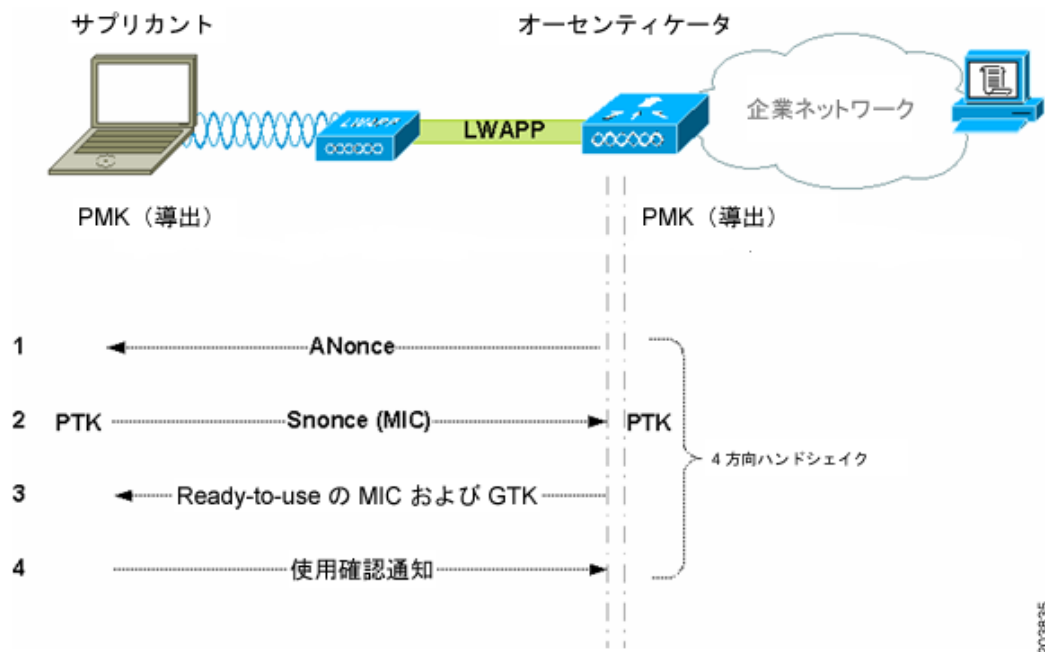 サプリカント
オーセンティケータ
LWAPP
LWAPP
企業ネットワーク
PMK（導出）
PMK（導出）
1 ANonce
2 PTK Snonce (MIC) PTK
4 方向ハンドシェイク
3 Ready-to-use の MIC および GTK
4 使用確認通知
203835